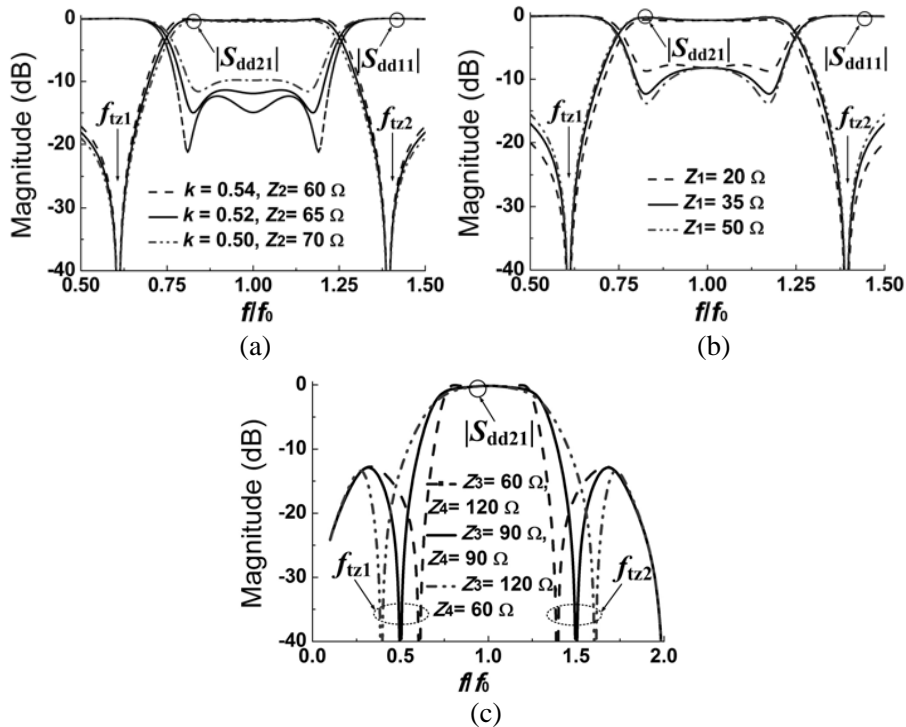 0
-10
-20
-30
-40
Magnitude (dB)
|Sdd21|
|Sdd11|
ftz1
ftz2
k = 0.54, Z2= 60 Ω
k = 0.52, Z2= 65 Ω
k = 0.50, Z2= 70 Ω
0.50 0.75 1.00 1.25 1.50
f/f0
(a)
0
-10
-20
-30
-40
Magnitude (dB)
|Sdd21|
|Sdd11|
ftz1
ftz2
Z1= 20 Ω
Z1= 35 Ω
Z1= 50 Ω
0.50 0.75 1.00 1.25 1.50
f/f0
(b)
0
-10
-20
-30
-40
Magnitude (dB)
|Sdd21|
Z3= 60 Ω,
Z4= 120 Ω
Z3= 90 Ω,
Z4= 90 Ω
Z3= 120 Ω,
Z4= 60 Ω
ftz1
ftz2
0.0 0.5 1.0 1.5 2.0
f/f0
(c)